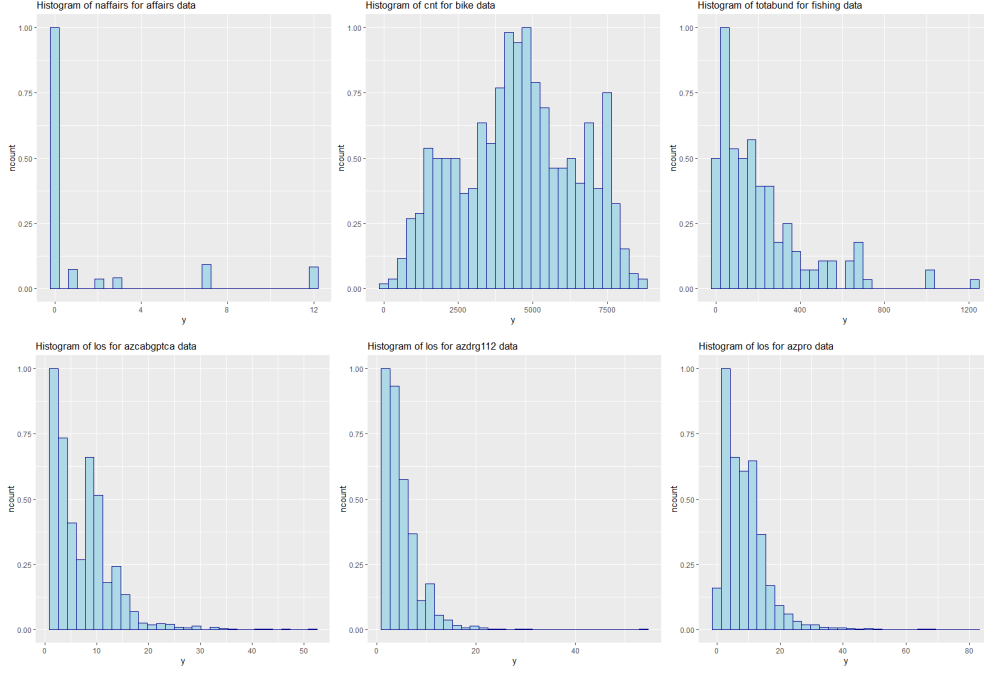 Histogram of naffairs for affairs data
1.00
0.75
0.50
0.25
0.00
ncount
0 4 8 12
y
Histogram of cnt for bike data
1.00
0.75
0.50
0.25
0.00
ncount
0 2500 5000 7500
y
Histogram of totabund for fishing data
1.00
0.75
0.50
0.25
0.00
ncount
0 400 800 1200
y
Histogram of los for azcabgptca data
1.00
0.75
0.50
0.25
0.00
ncount
0 10 20 30 40 50
y
Histogram of los for azdrg112 data
1.00
0.75
0.50
0.25
0.00
ncount
0 20 40
y
Histogram of los for azpro data
1.00
0.75
0.50
0.25
0.00
ncount
0 20 40 60 80
y